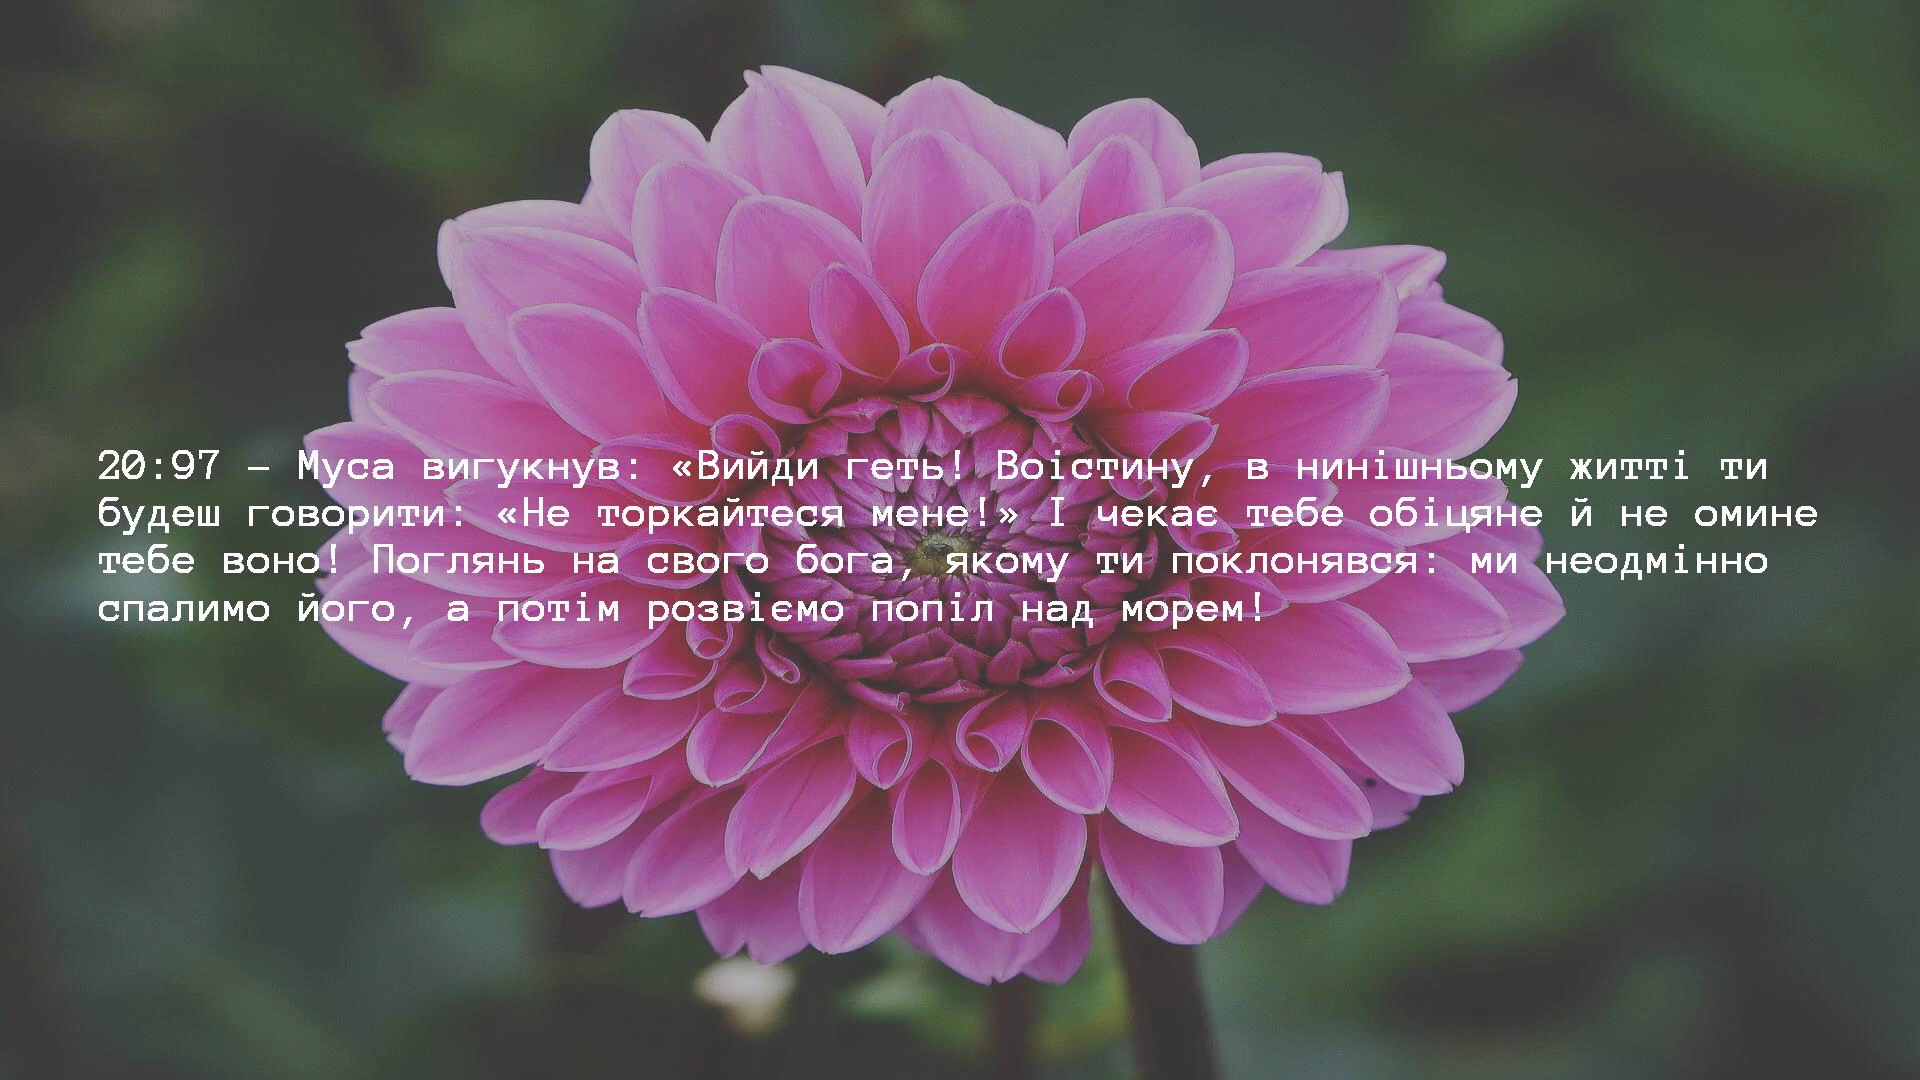 20:97 – Муса вигукнув: «Вийди геть! Воістину, в нинішньому житті ти
будеш говорити: «Не торкайтеся мене!» І чекає тебе обіцяне й не омине
тебе воно! Поглянь на свого бога, якому ти поклонявся: ми неодмінно
спалимо його, а потім розвіємо попіл над морем!